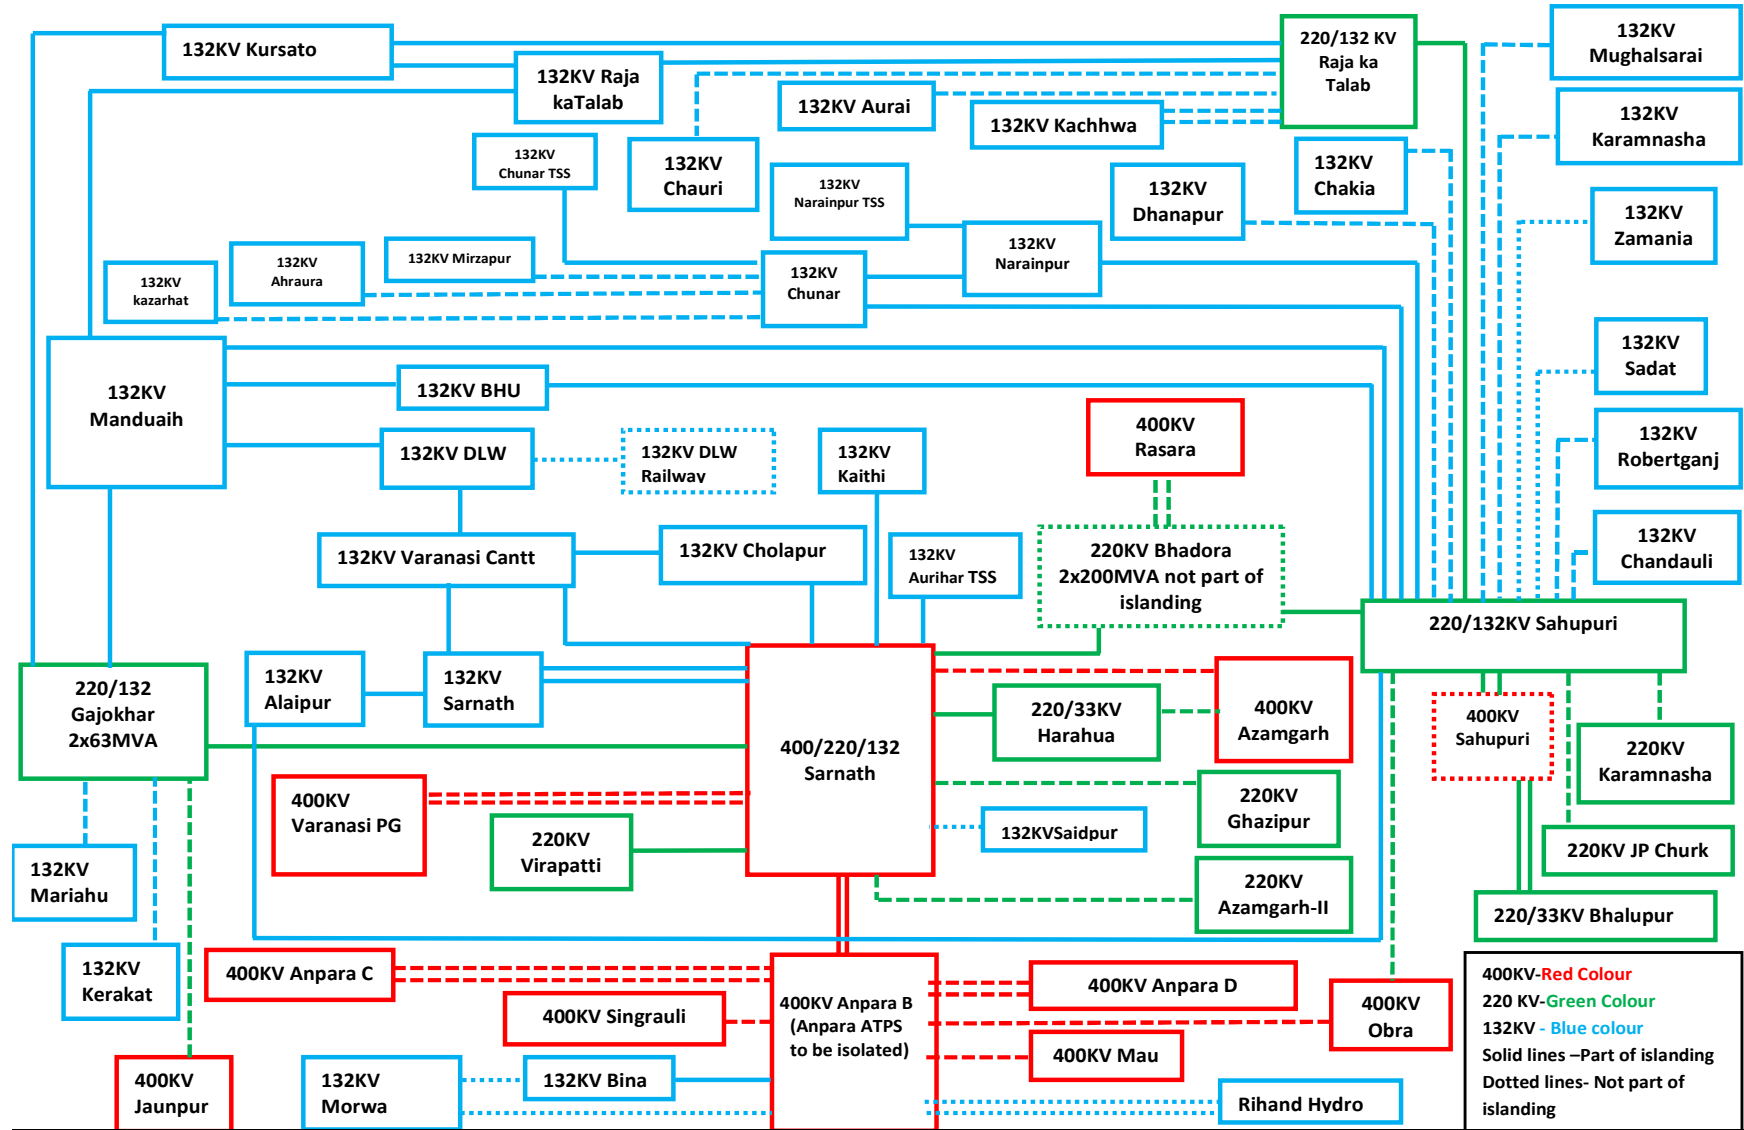 132KV Kursato
132KV Raja
kaTalab
132KV Aurai
132KV Kachhwa
220/132 KV
Raja ka
Talab
132KV
Mughalsarai
132KV
Karamnasha
132KV
Chunar TSS
132KV
Chauri
132KV
Narainpur TSS
132KV
Dhanapur
132KV
Chakia
132KV
Zamania
132KV
kazarhat
132KV
Ahraura
132KV Mirzapur
132KV
Chunar
132KV
Narainpur
132KV
Sadat
132KV
Manduaih
132KV BHU
132KV DLW
132KV DLW
Railway
132KV
Kaithi
400KV
Rasara
132KV
Robertganj
132KV Varanasi Cantt
132KV Cholapur
132KV
Aurihar TSS
220KV Bhadora
2x200MVA not part of
islanding
132KV
Chandauli
220/132KV Sahupuri
220/132
Gajokhar
2x63MVA
132KV
Alaipur
132KV
Sarnath
400/220/132
Sarnath
220/33KV
Harahua
400KV
Azamgarh
400KV
Sahupuri
220KV
Karamnasha
400KV
Varanasi PG
220KV
Virapatti
132KVSaidpur
220KV
Ghazipur
220KV JP Churk
132KV
Mariahu
220KV
Azamgarh-II
220/33KV Bhalupur
132KV
Kerakat
400KV Anpara C
400KV Singrauli
400KV Anpara B
(Anpara ATPS
to be isolated)
400KV Anpara D
400KV
Obra
400KV Mau
400KV
Jaunpur
132KV
Morwa
132KV Bina
Rihand Hydro
400KV-Red Colour
220 KV-Green Colour
132KV - Blue colour
Solid lines –Part of islanding
Dotted lines- Not part of
islanding